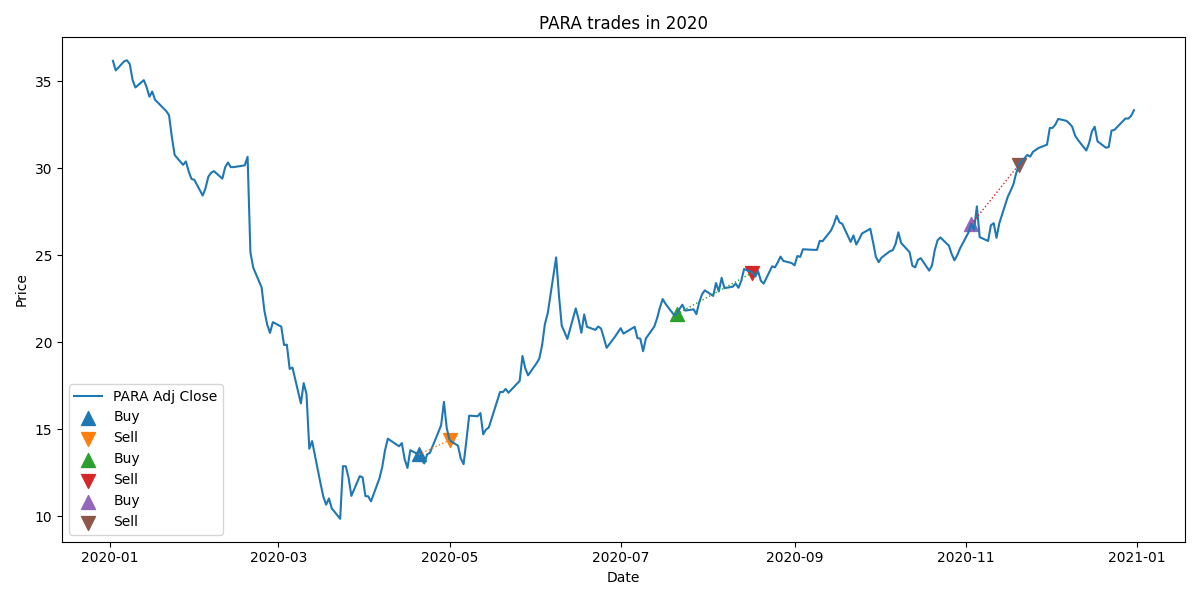 PARA trades in 2020
35
30
25
20
15
10
Price
PARA Adj Close
Buy
Sell
Buy
Sell
Buy
Sell
2020-01
2020-03
2020-05
2020-07
2020-09
2020-11
2021-01
Date